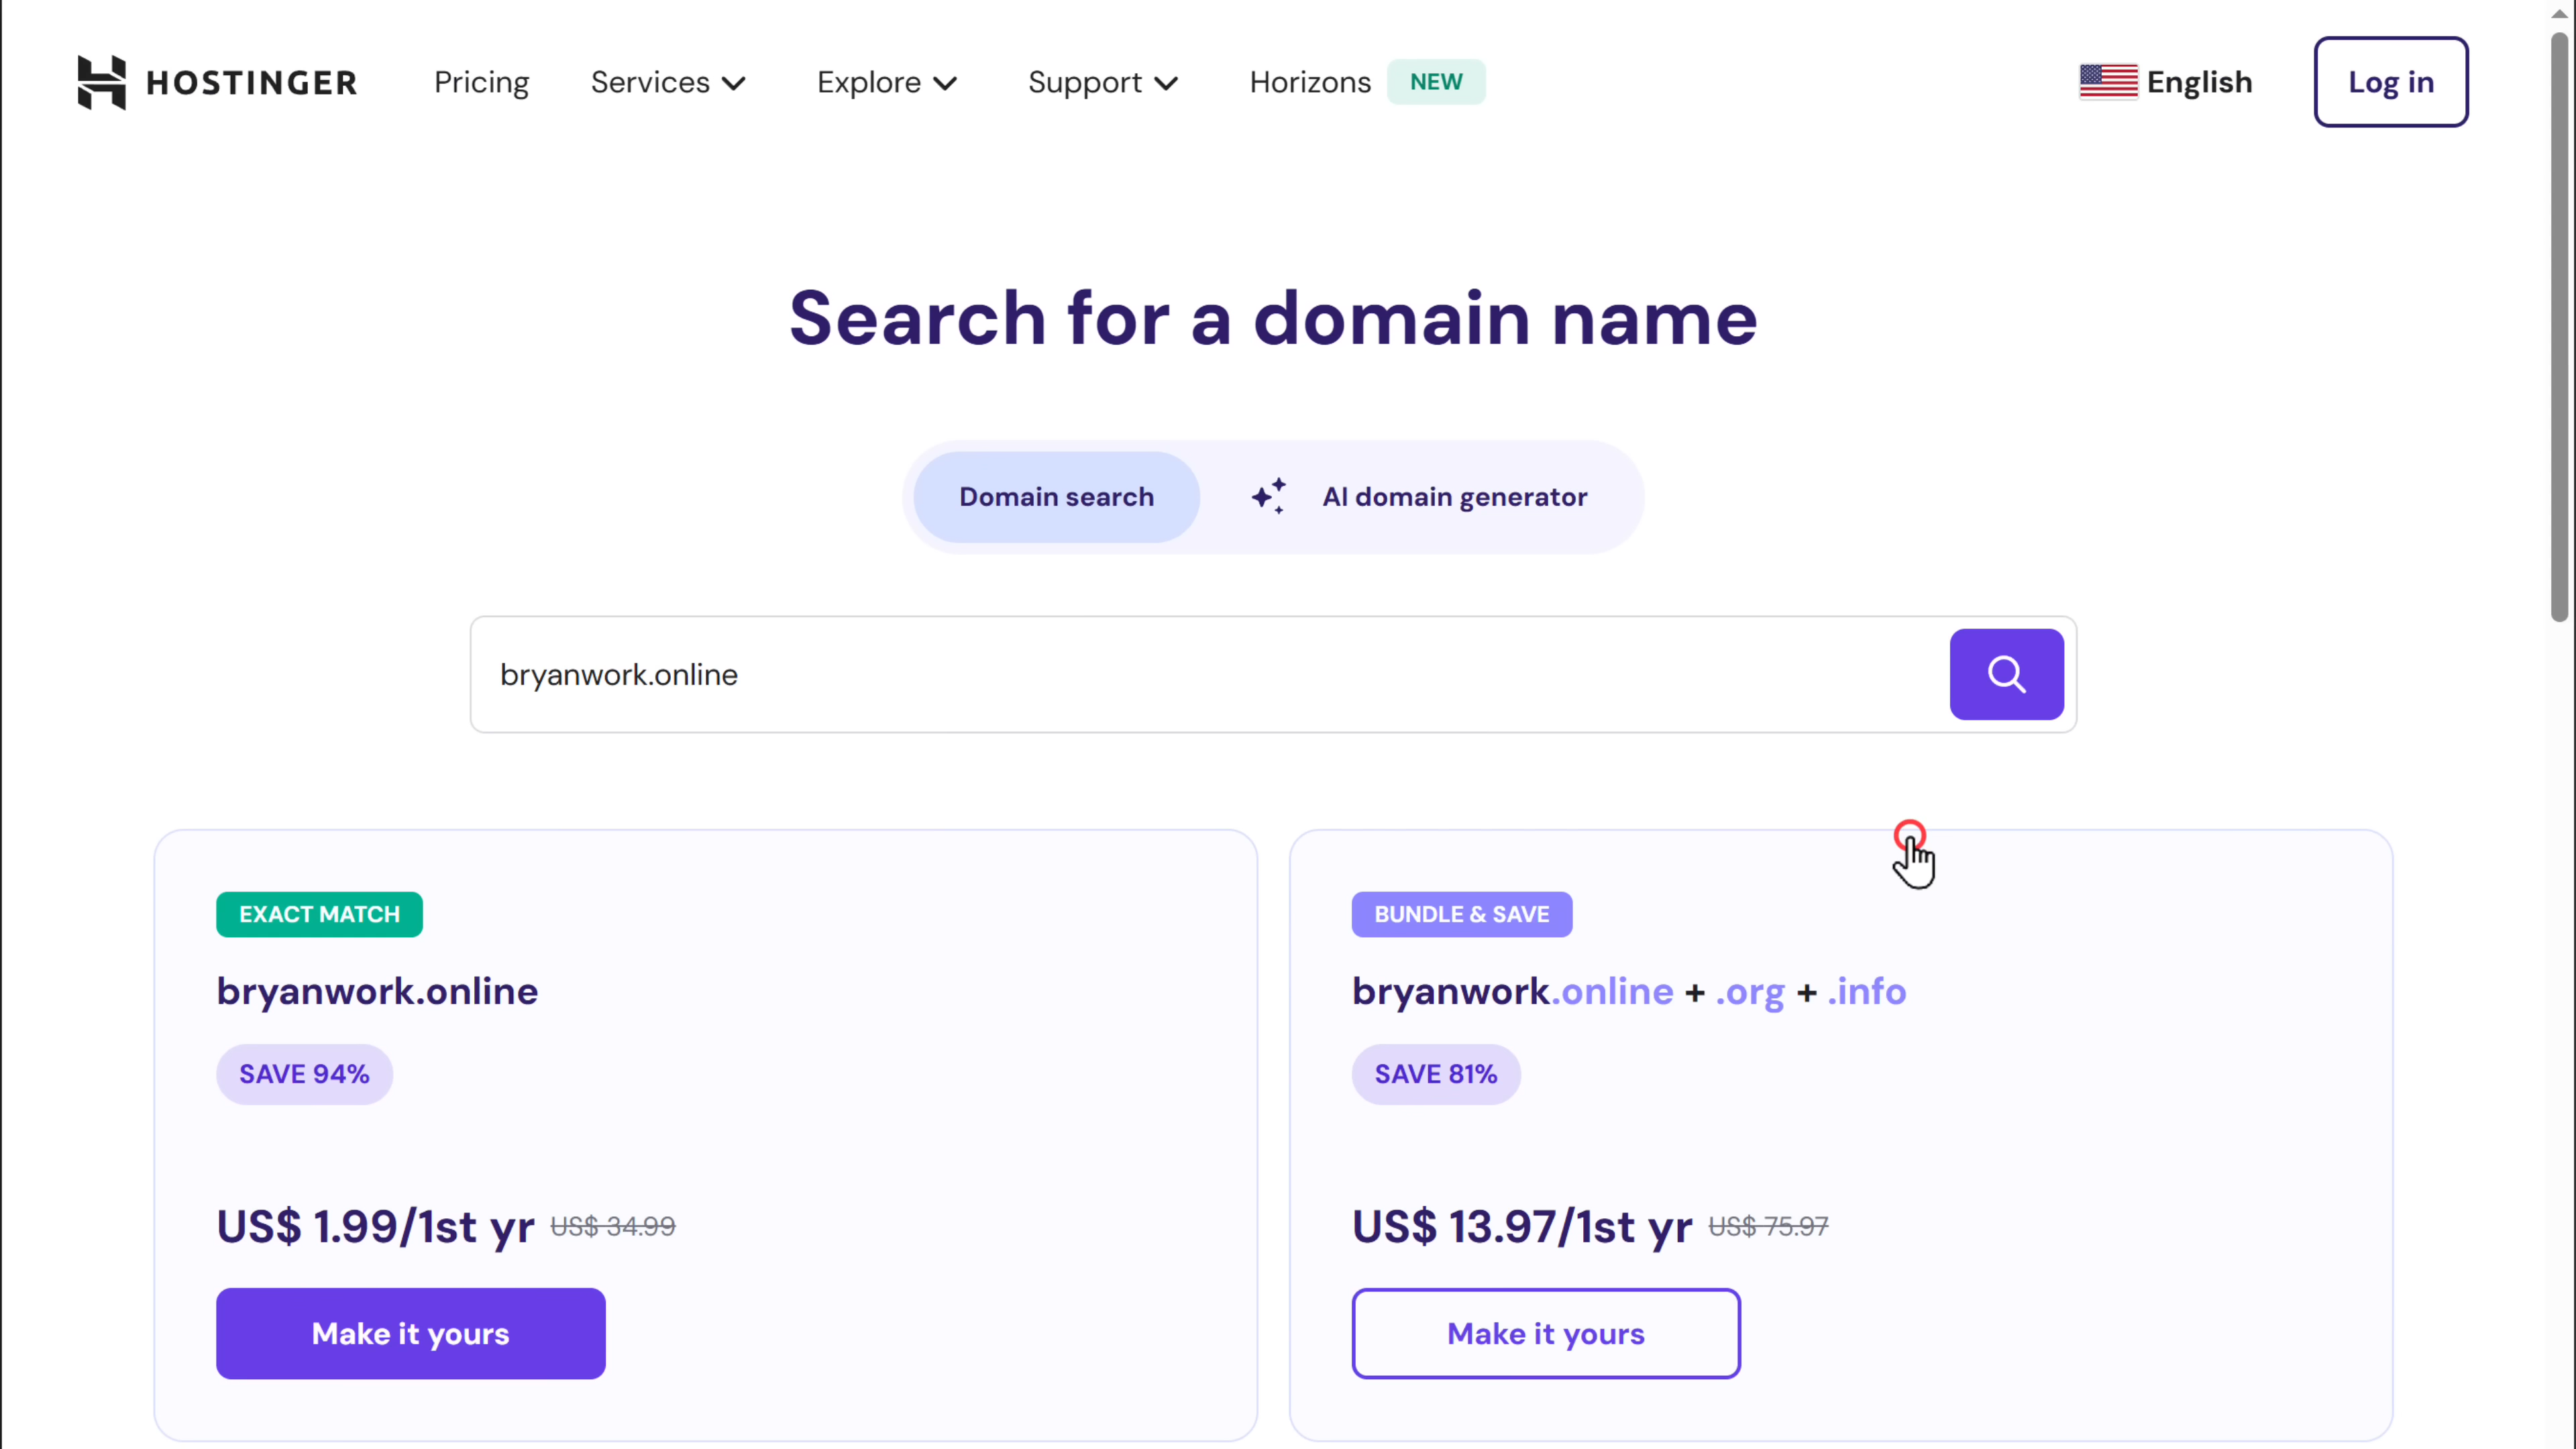 HOSTINGER Pricing Services Explore Support Horizons NEW English Log in
Search for a domain name
Domain search AI domain generator
bryanwork.online
EXACT MATCH
bryanwork.online
SAVE 94%
US$ 1.99/1st yr US$ 34.99
Make it yours
BUNDLE & SAVE
bryanwork.online + .org + .info
SAVE 81%
US$ 13.97/1st yr US$ 75.97
Make it yours